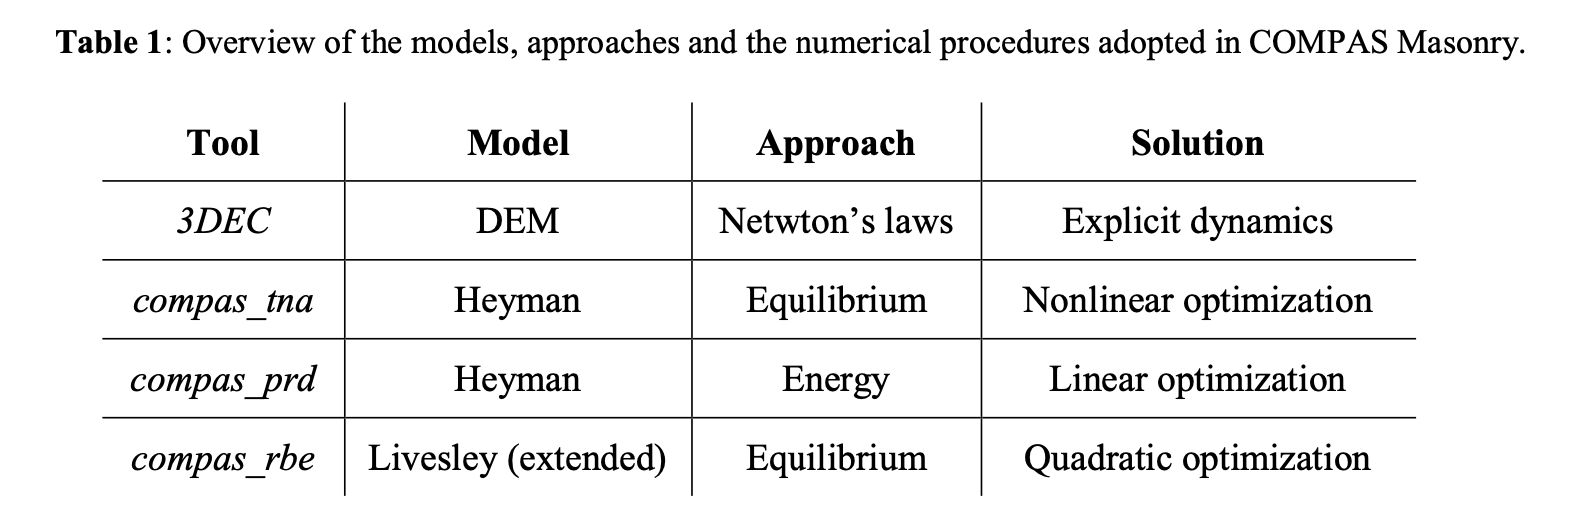 Table 1: Overview of the models, approaches and the numerical procedures adopted in COMPAS Masonry.
Tool Model Approach Solution
3DEC DEM Netwton’s laws Explicit dynamics
compas_tna Heyman Equilibrium Nonlinear optimization
compas_prd Heyman Energy Linear optimization
compas_rbe Livesley (extended) Equilibrium Quadratic optimization